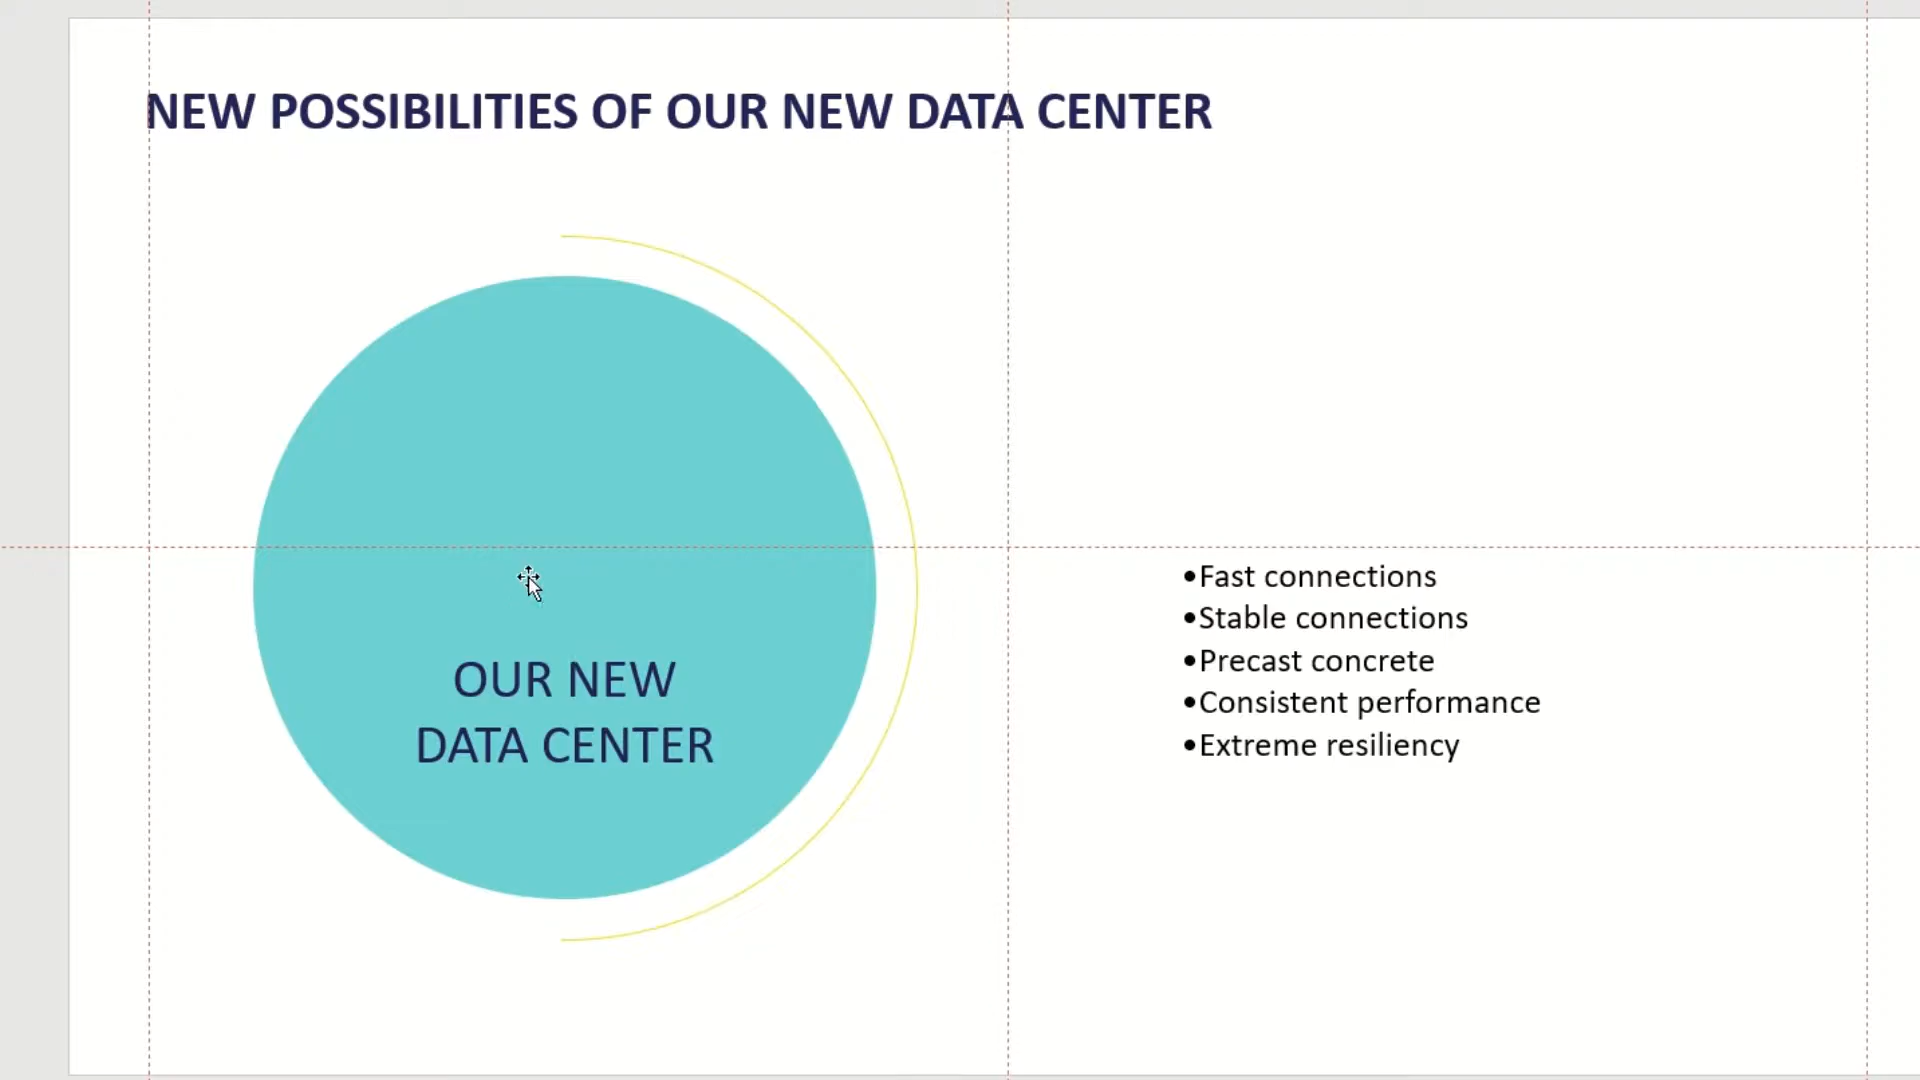 NEW POSSIBILITIES OF OUR NEW DATA CENTER
OUR NEW
DATA CENTER
•Fast connections
•Stable connections
•Precast concrete
•Consistent performance
•Extreme resiliency